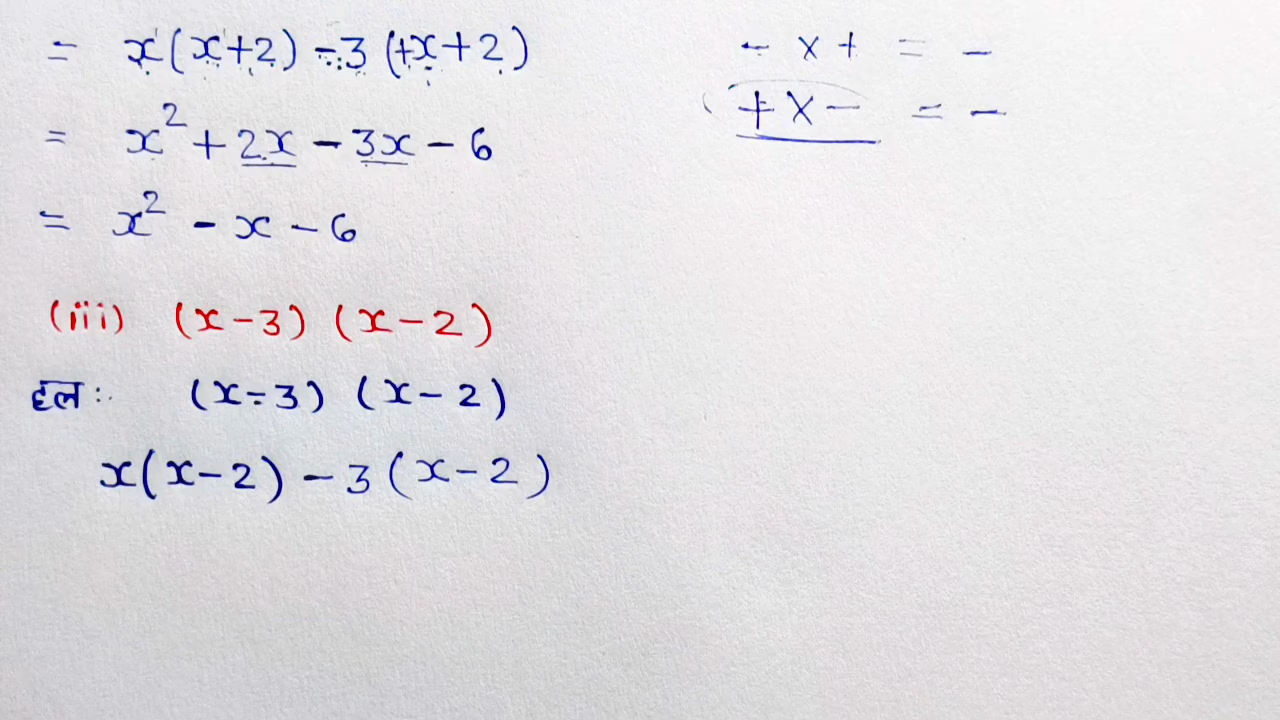 = x(x+2) -3 (+x+2)
= x² + 2x - 3x - 6
= x² - x - 6
(iii) (x-3) (x-2)
हल:. (x-3) (x-2)
x(x-2) -3 (x-2)
- x + = -
+ x - = -